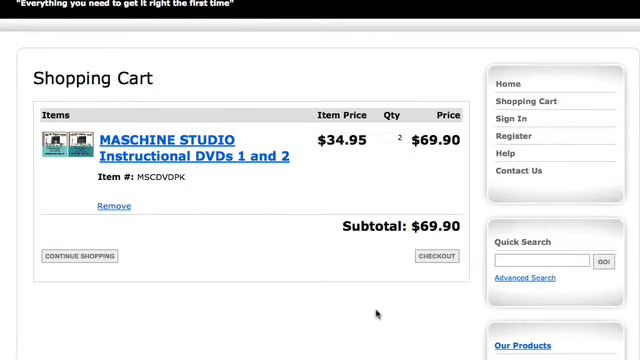 "Everything you need to get it right the first time"
Shopping Cart
Items Item Price Qty Price
MASCHINE STUDIO $34.95 2 $69.90
Instructional DVDs 1 and 2
Item #: MSCDVDPK
Remove
Subtotal: $69.90
CONTINUE SHOPPING CHECKOUT
Home
Shopping Cart
Sign In
Register
Help
Contact Us
Quick Search
GO!
Advanced Search
Our Products